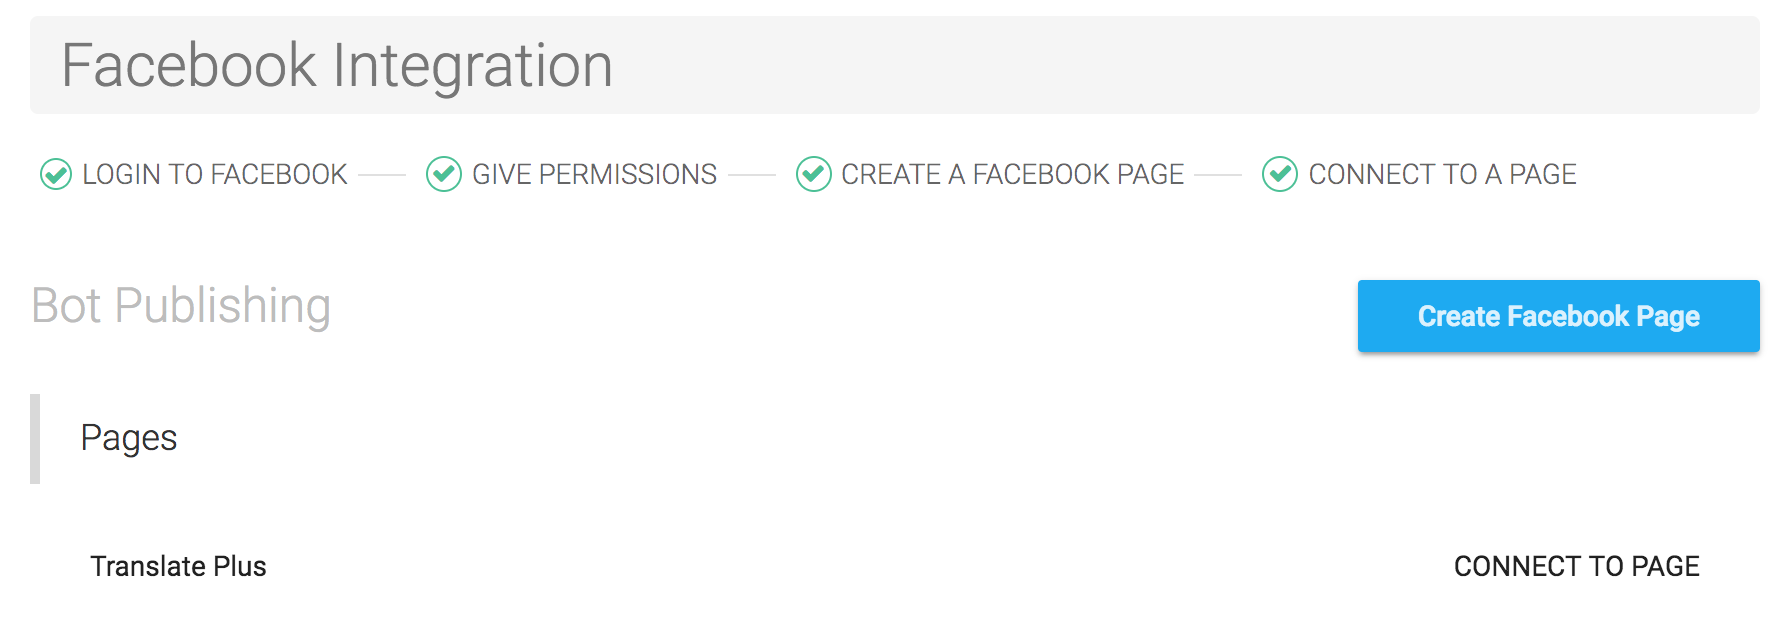 Facebook Integration
LOGIN TO FACEBOOK GIVE PERMISSIONS CREATE A FACEBOOK PAGE CONNECT TO A PAGE
Bot Publishing
Create Facebook Page
Pages
Translate Plus CONNECT TO PAGE